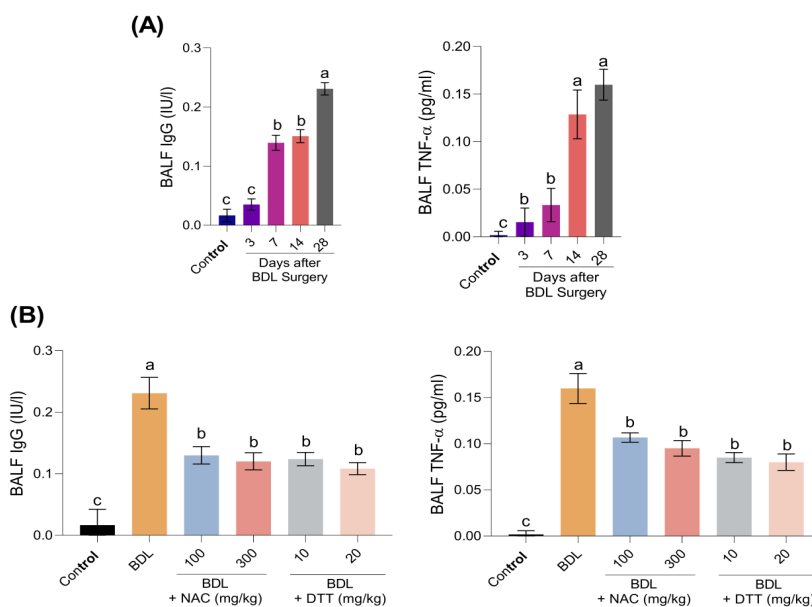 (A)
BALF IgG (IU/l)
0.3
0.2
0.1
0.0
c
c
b
b
a
Control
3
7
14
28
Days after
BDL Surgery
BALF TNF-α (pg/ml)
0.20
0.15
0.10
0.05
0.00
c
b
b
a
a
Control
3
7
14
28
Days after
BDL Surgery
(B)
BALF IgG (IU/l)
0.3
0.2
0.1
0.0
c
a
b
b
b
b
Control
BDL
100
300
10
20
BDL
+ NAC (mg/kg)
BDL
+ DTT (mg/kg)
BALF TNF-α (pg/ml)
0.20
0.15
0.10
0.05
0.00
c
a
b
b
b
b
Control
BDL
100
300
10
20
BDL
+ NAC (mg/kg)
BDL
+ DTT (mg/kg)